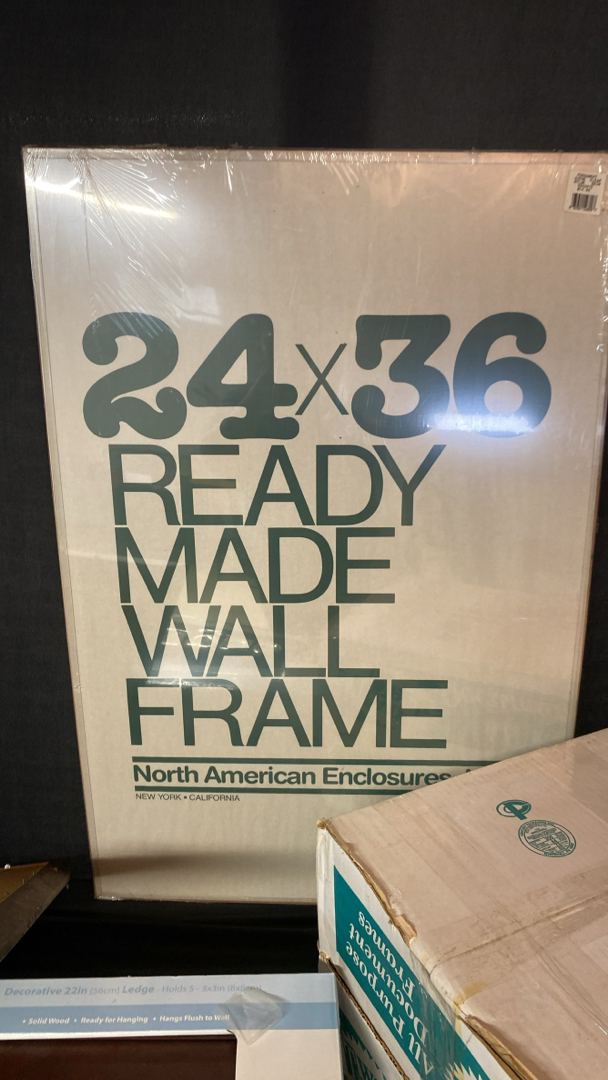 24x36
READY
MADE
WALL
FRAME
North American Enclosures,
NEW YORK • CALIFORNIA
All Purpose
Document
Frames
Decorative 22in (56cm) Ledge - Holds 5 - 3x3in
• Solid Wood • Ready for Hanging • Hangs Flush to Wall